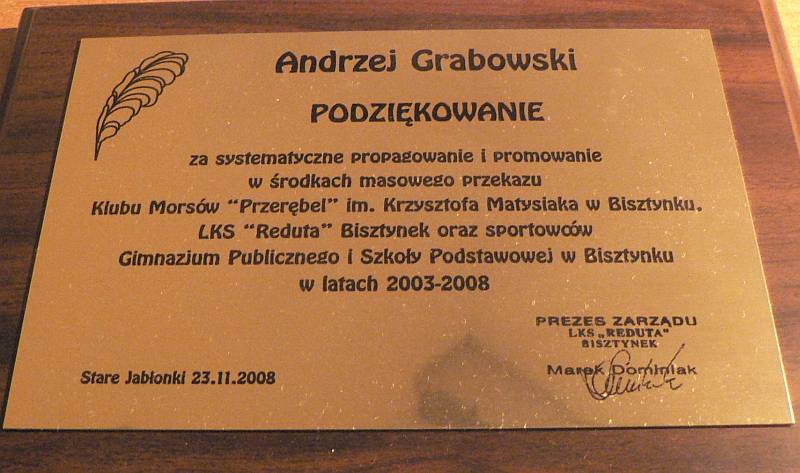 Andrzej Grabowski
PODZIĘKOWANIE
za systematyczne propagowanie i promowanie
w środkach masowego przekazu
Klubu Morsów "Przerębel" im. Krzysztofa Matysiaka w Bisztynku,
LKS "Reduta" Bisztynek oraz sportowców
Gimnazjum Publicznego i Szkoły Podstawowej w Bisztynku
w latach 2003-2008
PREZES ZARZĄDU
LKS „REDUTA"
BISZTYNEK
Marek Dominiak
Stare Jabłonki 23.11.2008